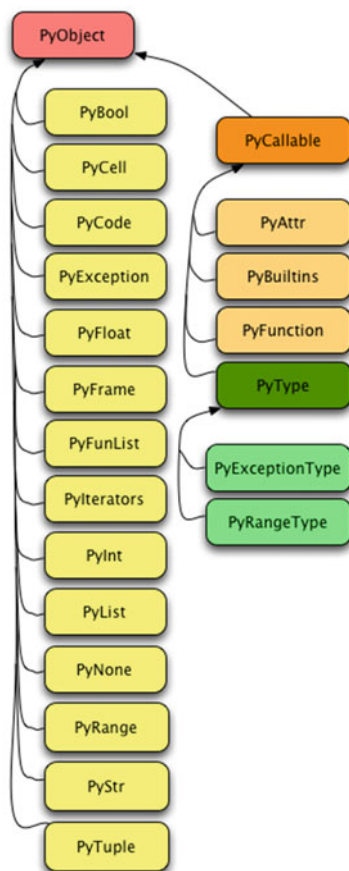 PyObject
PyBool
PyCell
PyCode
PyException
PyFloat
PyFrame
PyFunList
PyIterators
PyInt
PyList
PyNone
PyRange
PyStr
PyTuple
PyCallable
PyAttr
PyBuiltins
PyFunction
PyType
PyExceptionType
PyRangeType